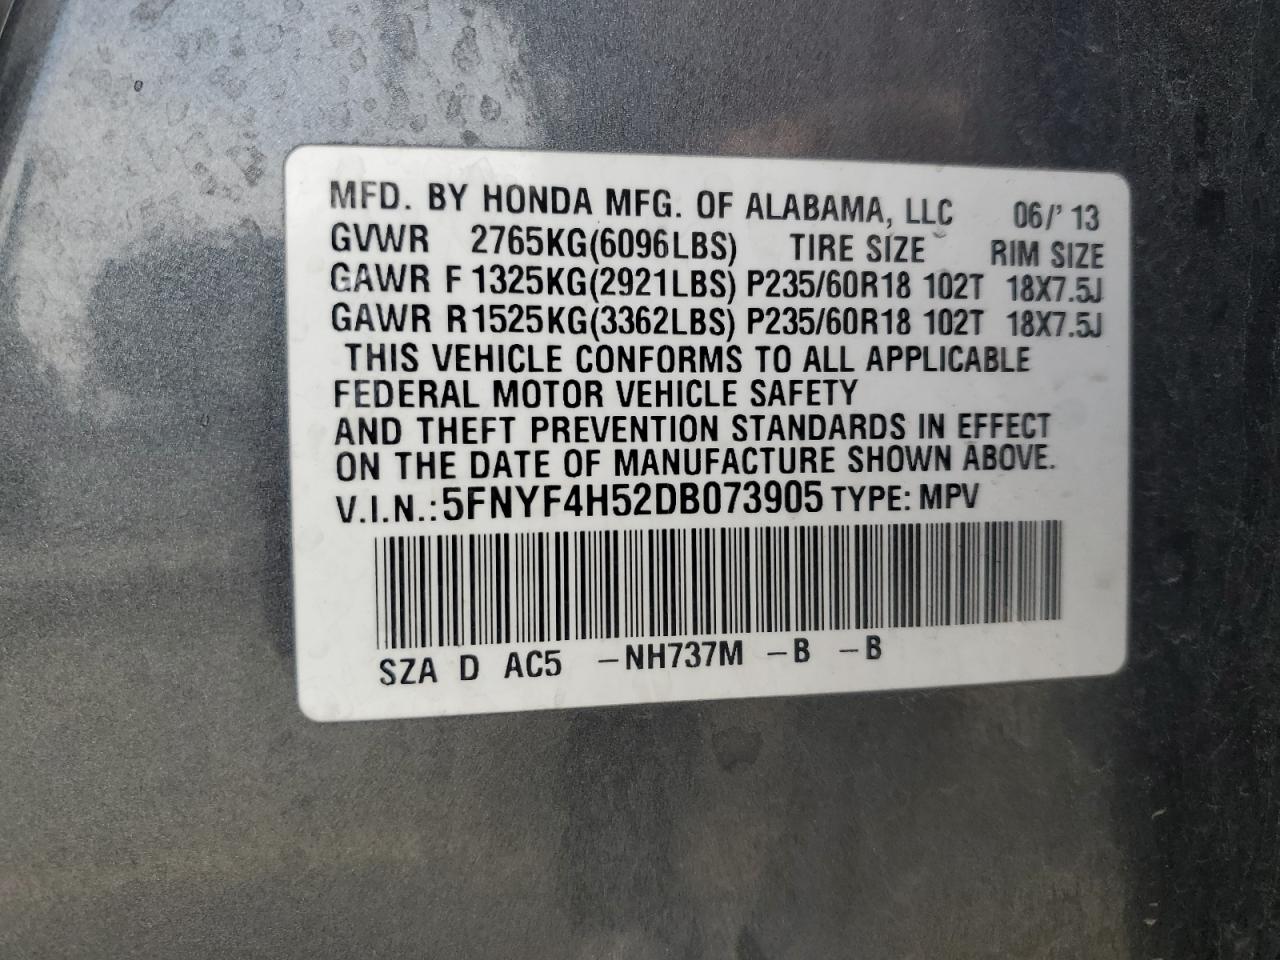 MFD. BY HONDA MFG. OF ALABAMA, LLC 06/'13
GVWR 2765KG(6096LBS) TIRE SIZE RIM SIZE
GAWR F 1325KG(2921LBS) P235/60R18 102T 18X7.5J
GAWR R 1525KG(3362LBS) P235/60R18 102T 18X7.5J
THIS VEHICLE CONFORMS TO ALL APPLICABLE
FEDERAL MOTOR VEHICLE SAFETY
AND THEFT PREVENTION STANDARDS IN EFFECT
ON THE DATE OF MANUFACTURE SHOWN ABOVE.
V.I.N.: 5FNYF4H52DB073905 TYPE: MPV
SZA D AC5 –NH737M –B –B